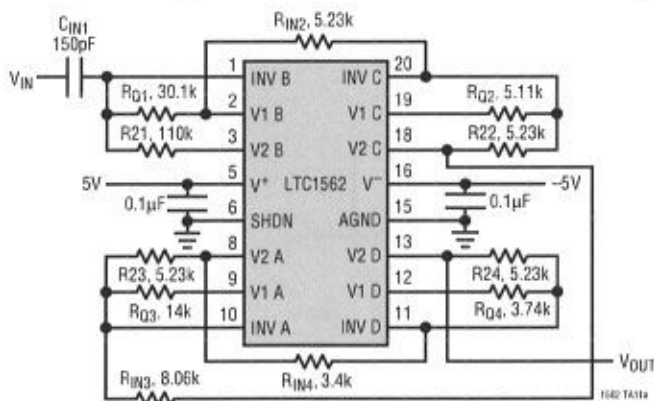 RIN2, 5.23k
CIN1
150pF
VIN
1 INV B
INV C 20
RQ1, 30.1k
2 V1 B
V1 C 19
RQ2, 5.11k
R21, 110k
3 V2 B
V2 C 18
R22, 5.23k
5V
5 V+
LTC1562
V− 16
–5V
0.1µF
6 SHDN
AGND 15
0.1µF
8 V2 A
V2 D 13
R23, 5.23k
9 V1 A
V1 D 12
R24, 5.23k
RQ3, 14k
10 INV A
INV D 11
RQ4, 3.74k
RIN3, 8.06k
RIN4, 3.4k
VOUT
1562 TA11a